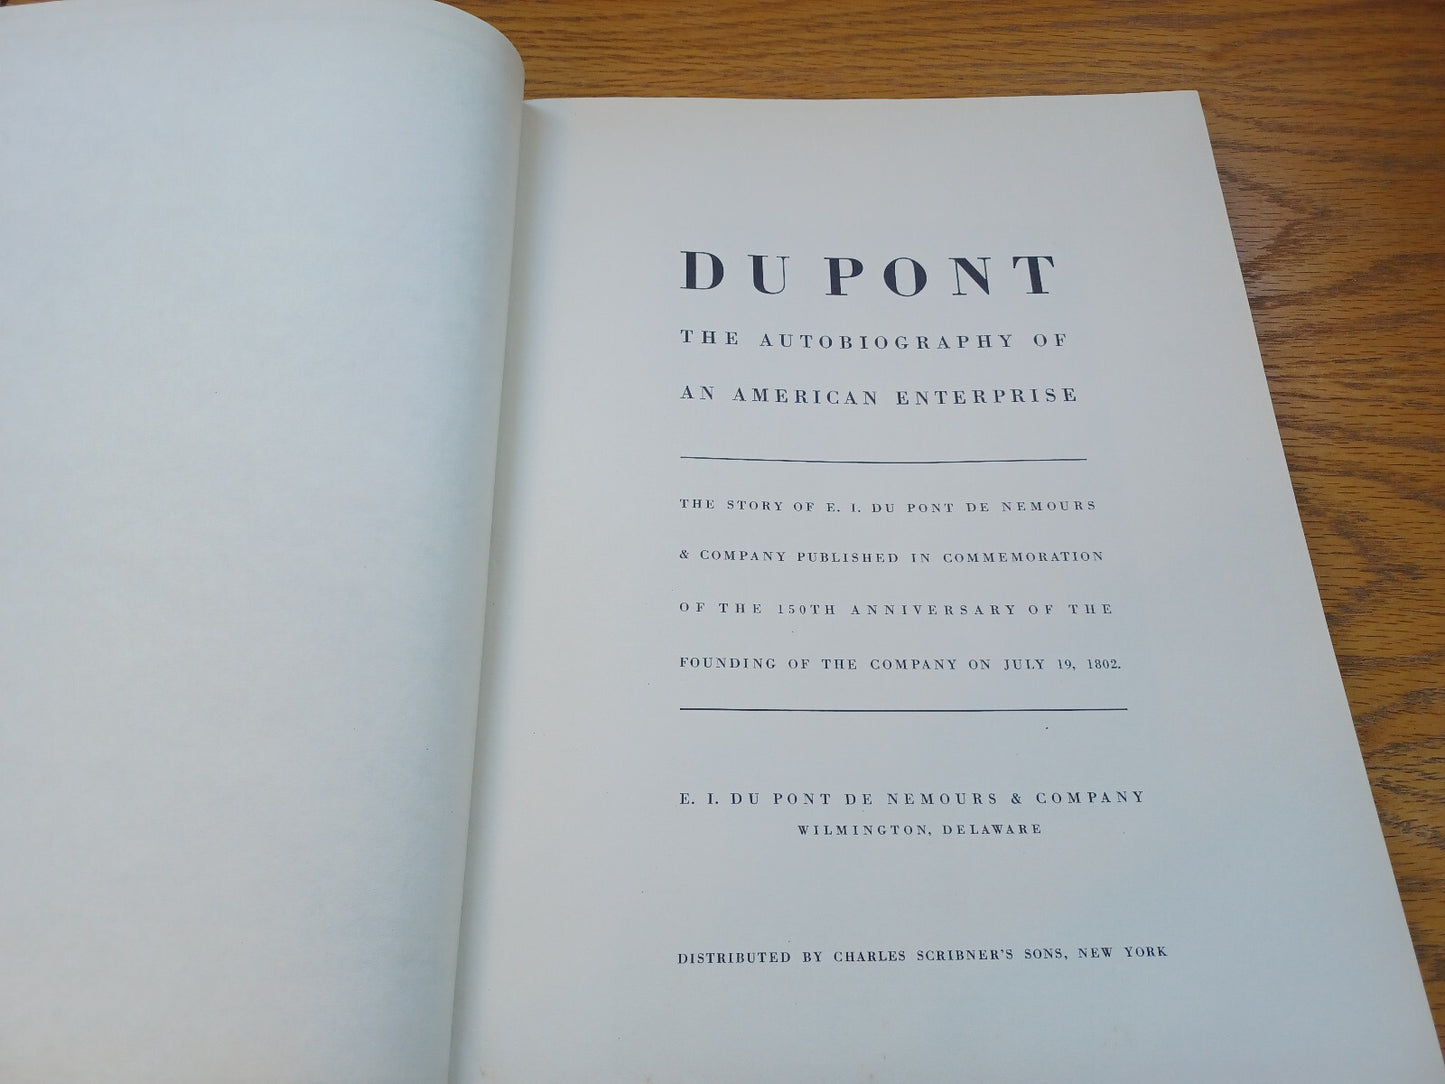 DU PONT
THE AUTOBIOGRAPHY OF
AN AMERICAN ENTERPRISE
THE STORY OF E. I. DU PONT DE NEMOURS
& COMPANY PUBLISHED IN COMMEMORATION
OF THE 150TH ANNIVERSARY OF THE
FOUNDING OF THE COMPANY ON JULY 19, 1802.
E. I. DU PONT DE NEMOURS & COMPANY
WILMINGTON, DELAWARE
DISTRIBUTED BY CHARLES SCRIBNER'S SONS, NEW YORK